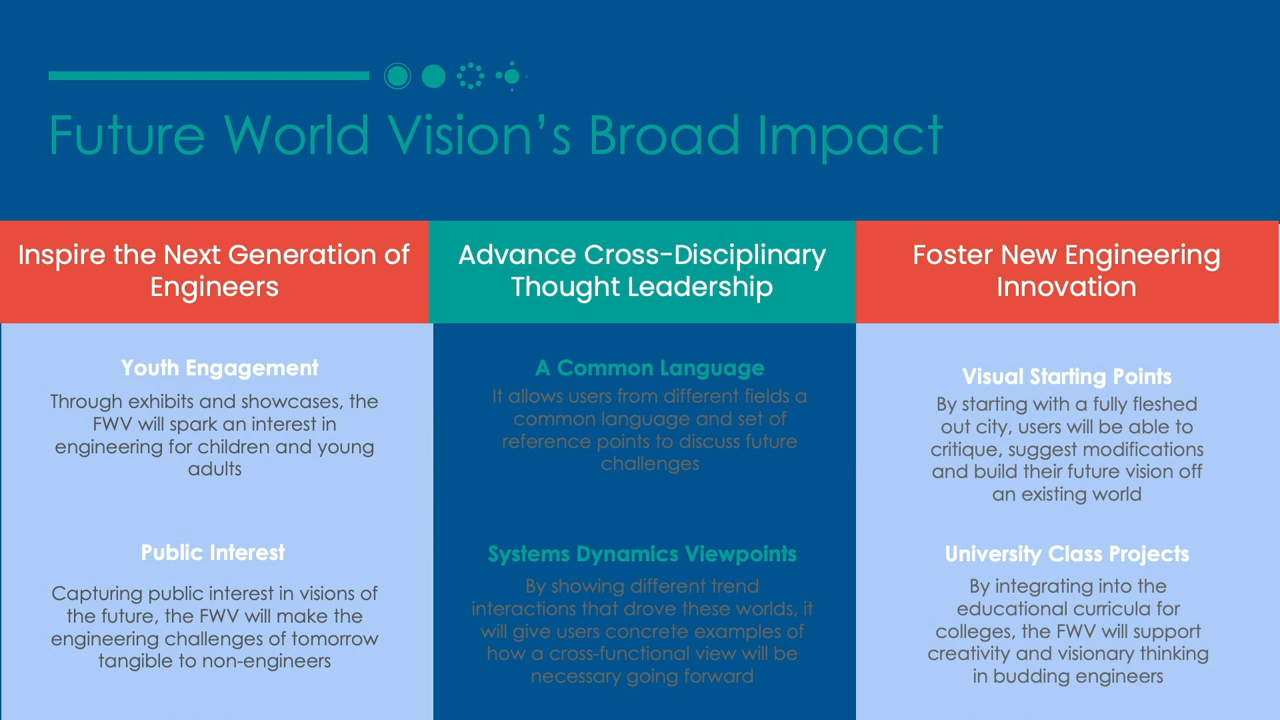 Future World Vision’s Broad Impact
Inspire the Next Generation of
Engineers
Youth Engagement
Through exhibits and showcases, the
FWV will spark an interest in
engineering for children and young
adults
Public Interest
Capturing public interest in visions of
the future, the FWV will make the
engineering challenges of tomorrow
tangible to non-engineers
Advance Cross-Disciplinary
Thought Leadership
A Common Language
It allows users from different fields a
common language and set of
reference points to discuss future
challenges
Systems Dynamics Viewpoints
By showing different trend
interactions that drove these worlds, it
will give users concrete examples of
how a cross-functional view will be
necessary going forward
Foster New Engineering
Innovation
Visual Starting Points
By starting with a fully fleshed
out city, users will be able to
critique, suggest modifications
and build their future vision off
an existing world
University Class Projects
By integrating into the
educational curricula for
colleges, the FWV will support
creativity and visionary thinking
in budding engineers